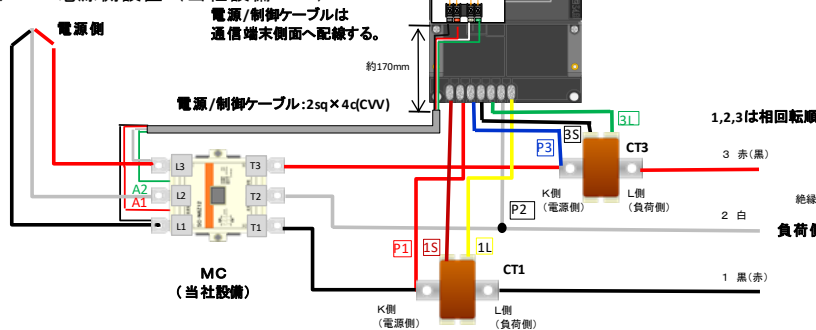 電源/制御ケーブルは
通信端末側面へ配線する。
電源側
約170mm
電源/制御ケーブル:2sq×4c(CVV)
3L
1,2,3は相回転順
3S
P3
CT3
3 赤(黒)
L3
T3
A2
A1
L2
T2
K側
(電源側)
L側
(負荷側)
P2
2 白
絶縁
負荷側
L1
T1
P1
1S
1L
MC
(当社設備)
CT1
1 黒(赤)
K側
(電源側)
L側
(負荷側)